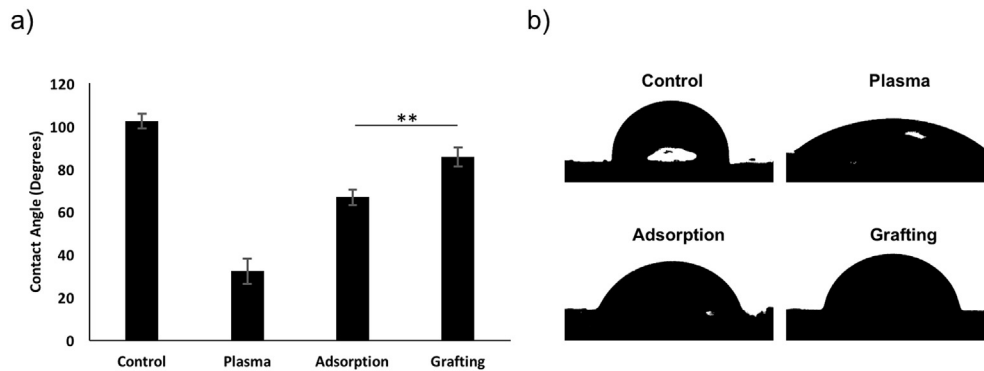 a)
120
100
80
60
40
20
0
Contact Angle (Degrees)
**
Control Plasma Adsorption Grafting
b)
Control Plasma
Adsorption Grafting